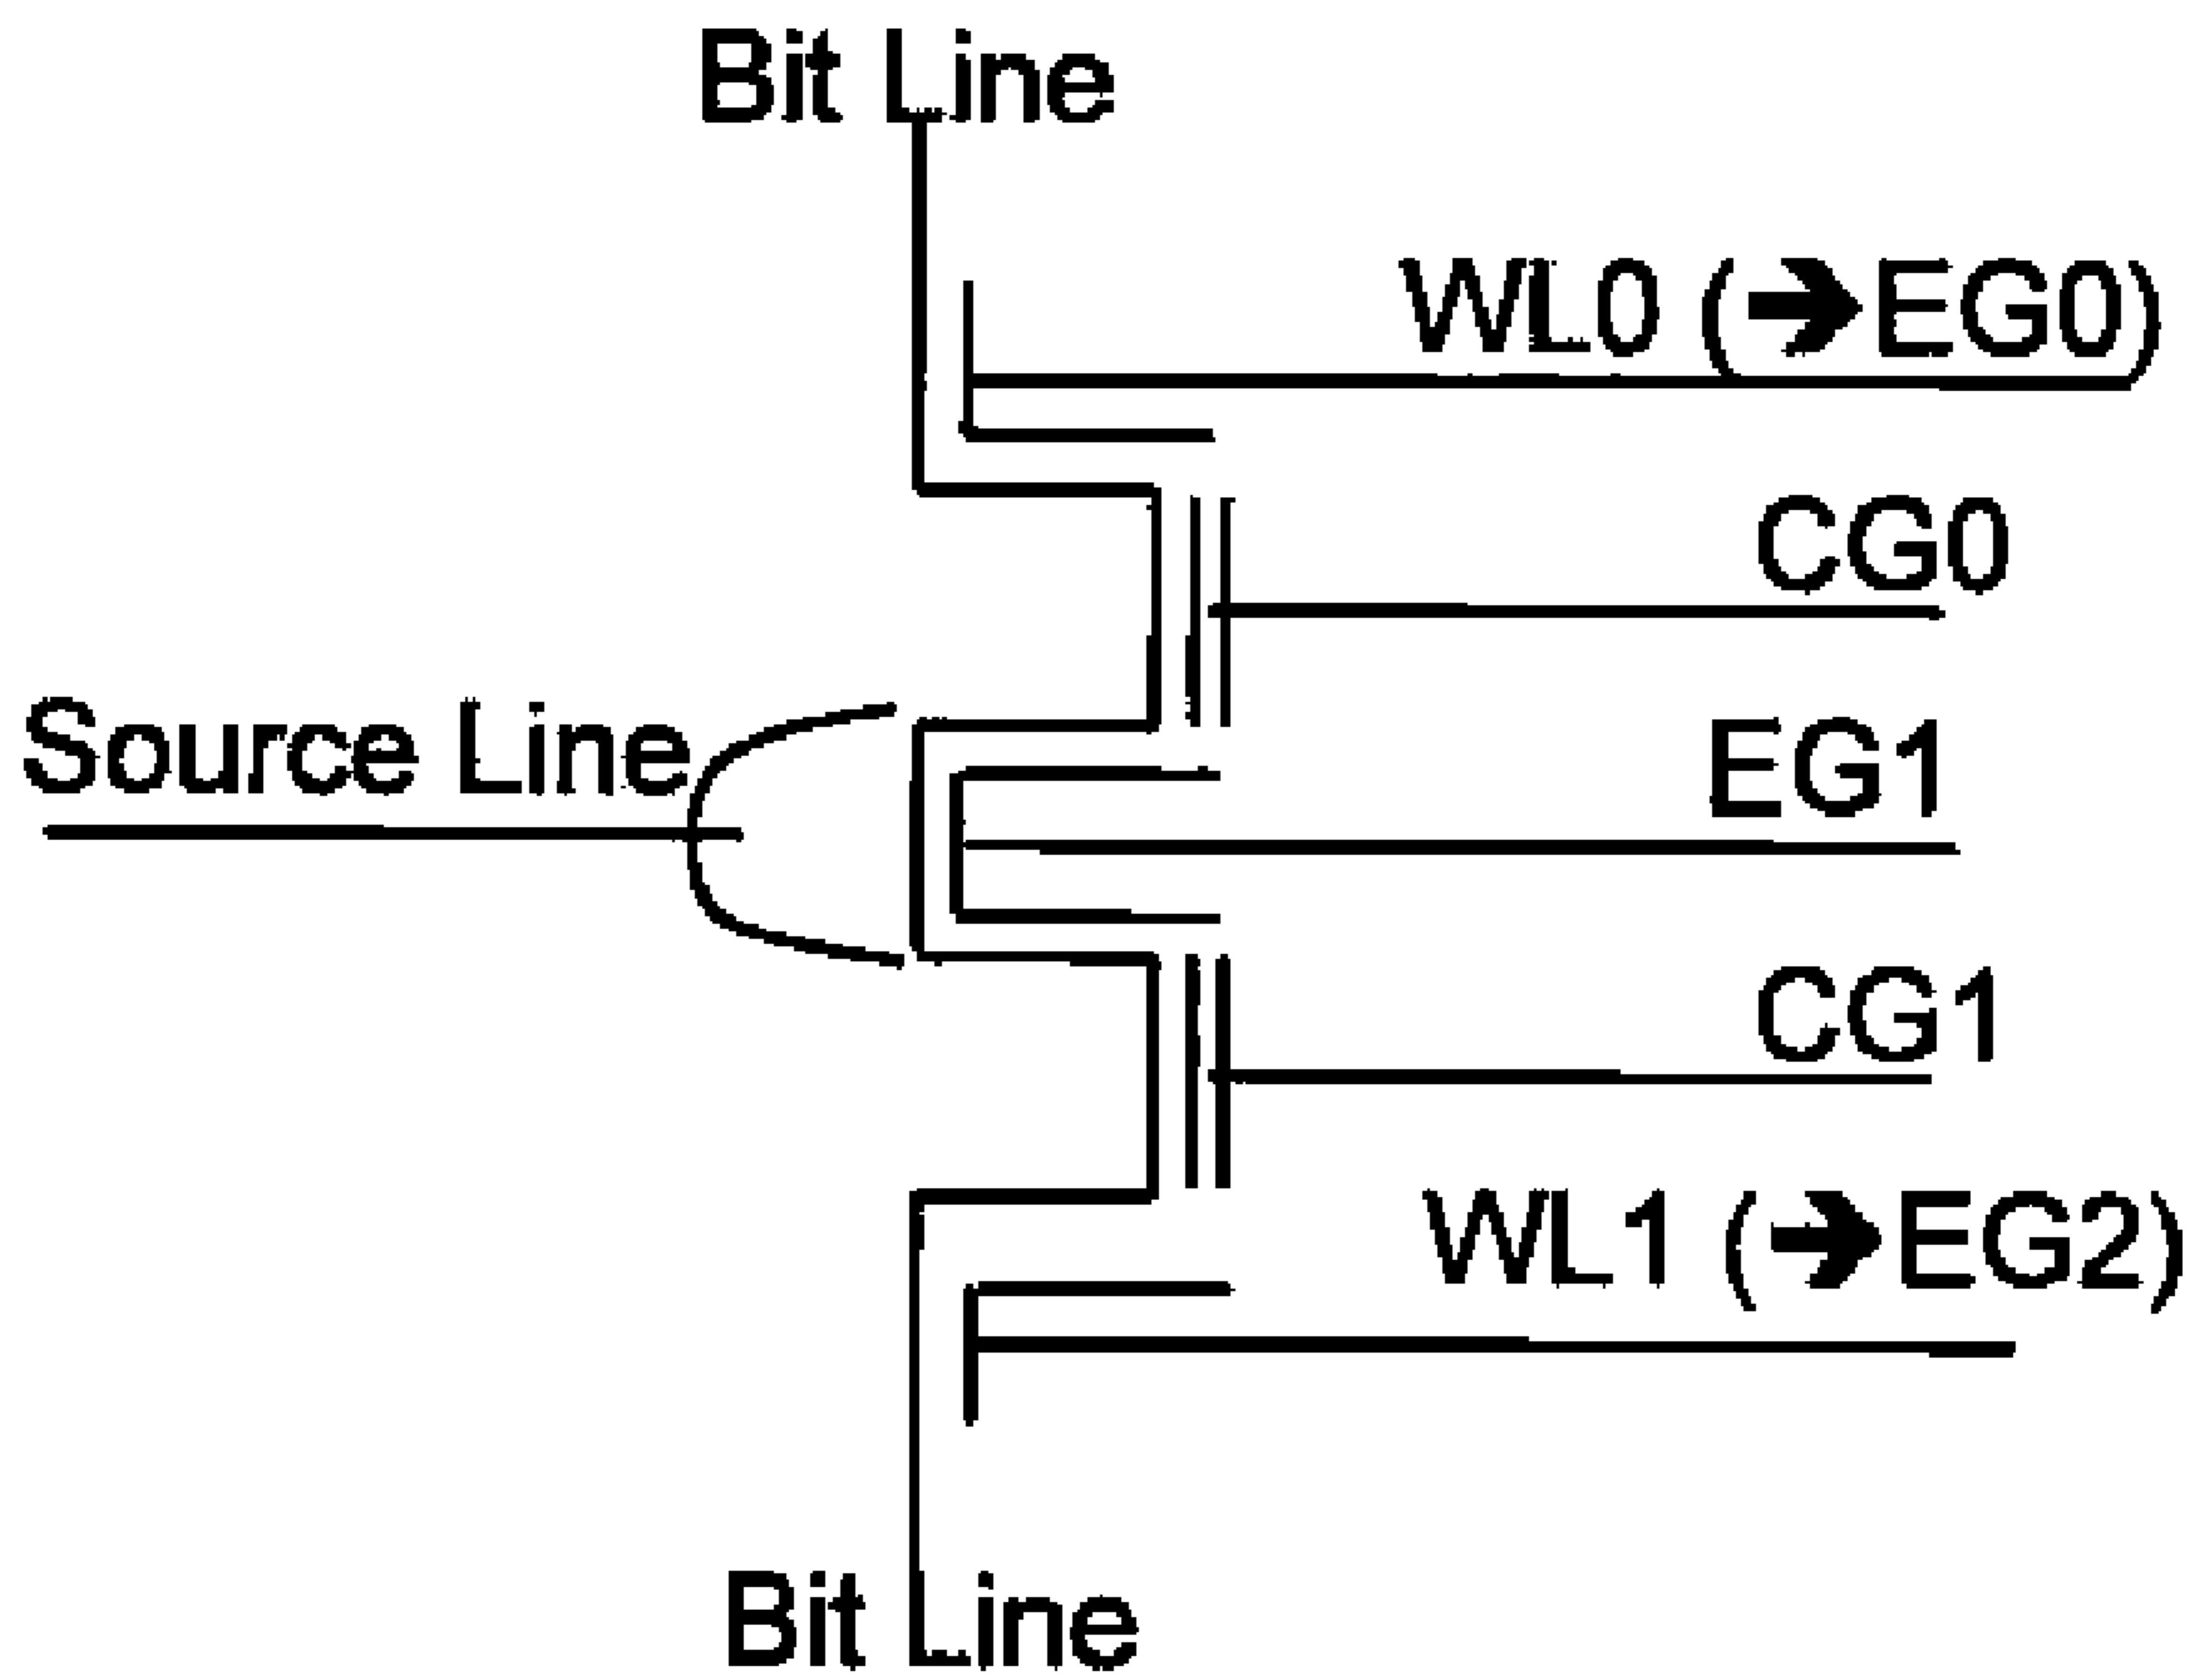 Bit Line
WL0 (➔EG0)
CG0
Source Line
EG1
CG1
WL1 (➔EG2)
Bit Line